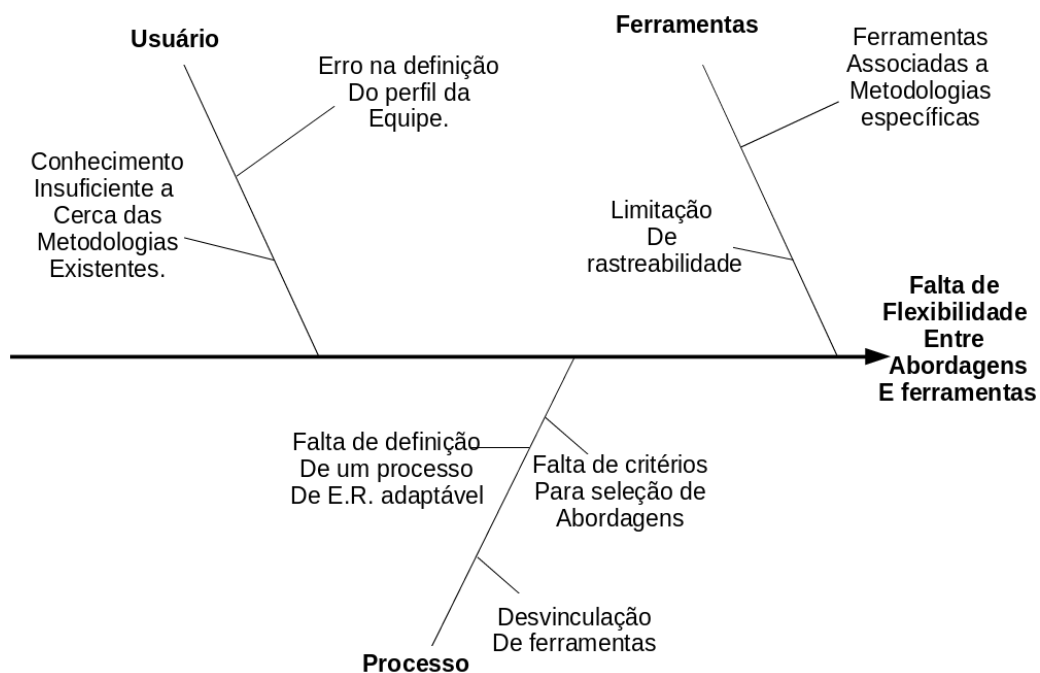 Usuário
Erro na definição
Do perfil da
Equipe.
Conhecimento
Insuficiente a
Cerca das
Metodologias
Existentes.
Ferramentas
Ferramentas
Associadas a
Metodologias
específicas
Limitação
De
rastreabilidade
Falta de
Flexibilidade
Entre
Abordagens
E ferramentas
Falta de definição
De um processo
De E.R. adaptável
Falta de critérios
Para seleção de
Abordagens
Desvinculação
De ferramentas
Processo